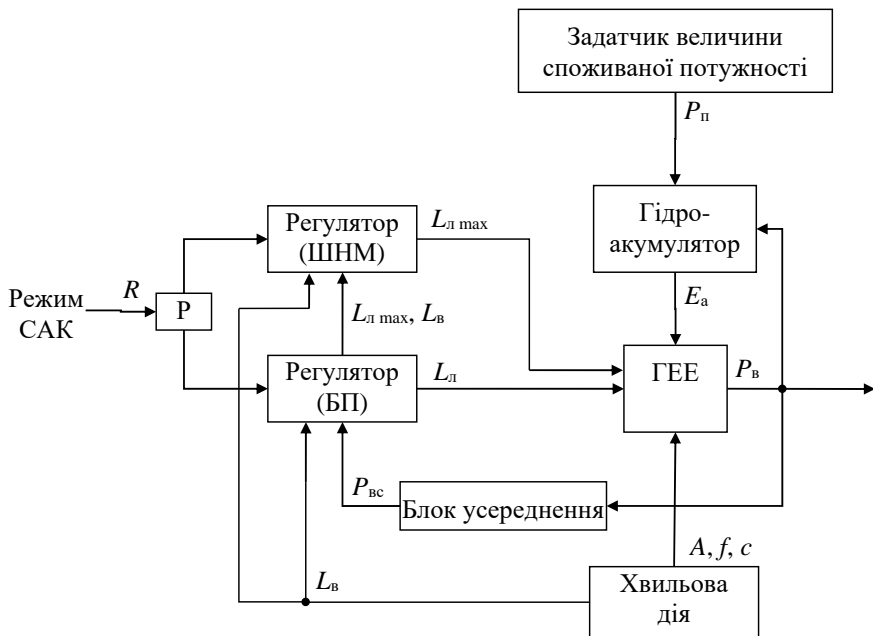 Задатчик величини
споживаної потужності
Pп
Регулятор
(ШНМ)
Lл max
Гідро-
акумулятор
Режим
САК
R
Р
Lл max, Lв
Eа
Регулятор
(БП)
Lл
ГЕЕ
Pв
Pвс
Блок усереднення
A, f, c
Lв
Хвильова
дія